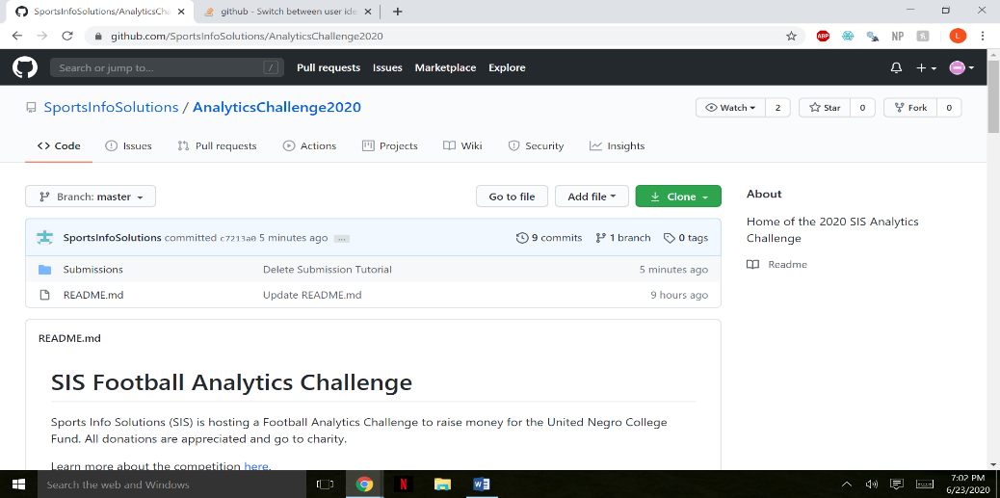 SportsInfoSolutions/AnalyticsCha
github - Switch between user ide
github.com/SportsInfoSolutions/AnalyticsChallenge2020
ABP
NP
L
Search or jump to...
/
Pull requests
Issues
Marketplace
Explore
SportsInfoSolutions / AnalyticsChallenge2020
Watch 2
Star 0
Fork 0
<> Code
Issues
Pull requests
Actions
Projects
Wiki
Security
Insights
Branch: master
Go to file
Add file
Clone
About
Home of the 2020 SIS Analytics
Challenge
Readme
SportsInfoSolutions committed c7213a0 5 minutes ago ...
9 commits
1 branch
0 tags
Submissions Delete Submission Tutorial 5 minutes ago
README.md Update README.md 9 hours ago
README.md
SIS Football Analytics Challenge
Sports Info Solutions (SIS) is hosting a Football Analytics Challenge to raise money for the United Negro College
Fund. All donations are appreciated and go to charity.
Learn more about the competition here.
Search the web and Windows
N
W
7:02 PM
6/23/2020